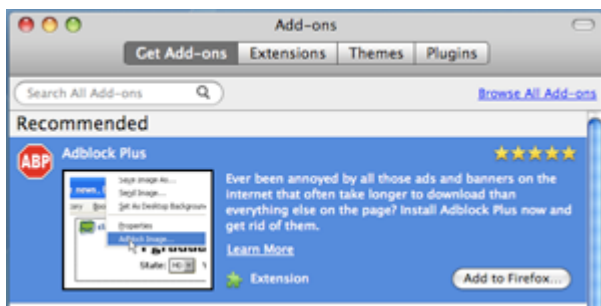 Add-ons
Get Add-ons Extensions Themes Plugins
Search All Add-ons Browse All Add-ons
Recommended
ABP Adblock Plus
Ever been annoyed by all those ads and banners on the
internet that often take longer to download than
everything else on the page? Install Adblock Plus now and
get rid of them.
Learn More
Extension Add to Firefox...
Save Image As...
Send Image...
Set As Desktop Background
Properties
Adblock Image...
State: